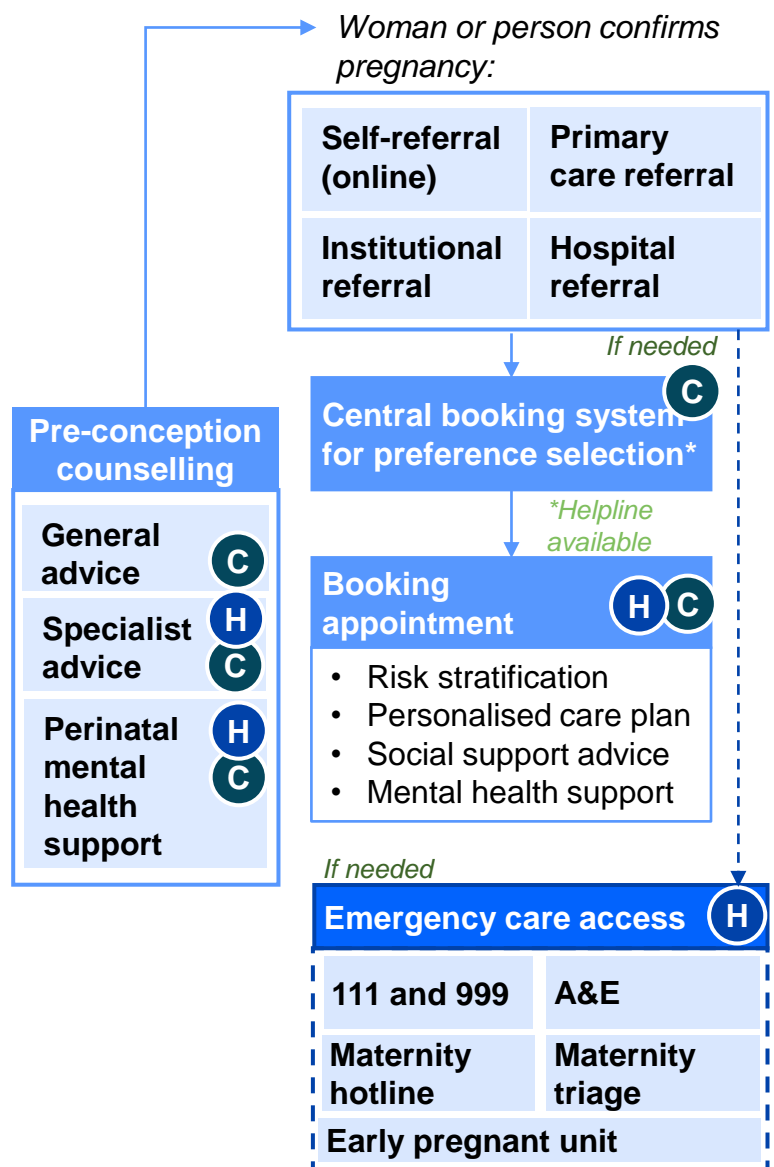 Woman or person confirms
pregnancy:
Self-referral
(online)
Primary
care referral
Institutional
referral
Hospital
referral
If needed
C
Central booking system
for preference selection*
*Helpline
available
Pre-conception
counselling
General
advice
C
Specialist
advice
H
C
Perinatal
mental
health
support
H
C
Booking
appointment
H
C
• Risk stratification
• Personalised care plan
• Social support advice
• Mental health support
If needed
Emergency care access
H
111 and 999
A&E
Maternity
hotline
Maternity
triage
Early pregnant unit